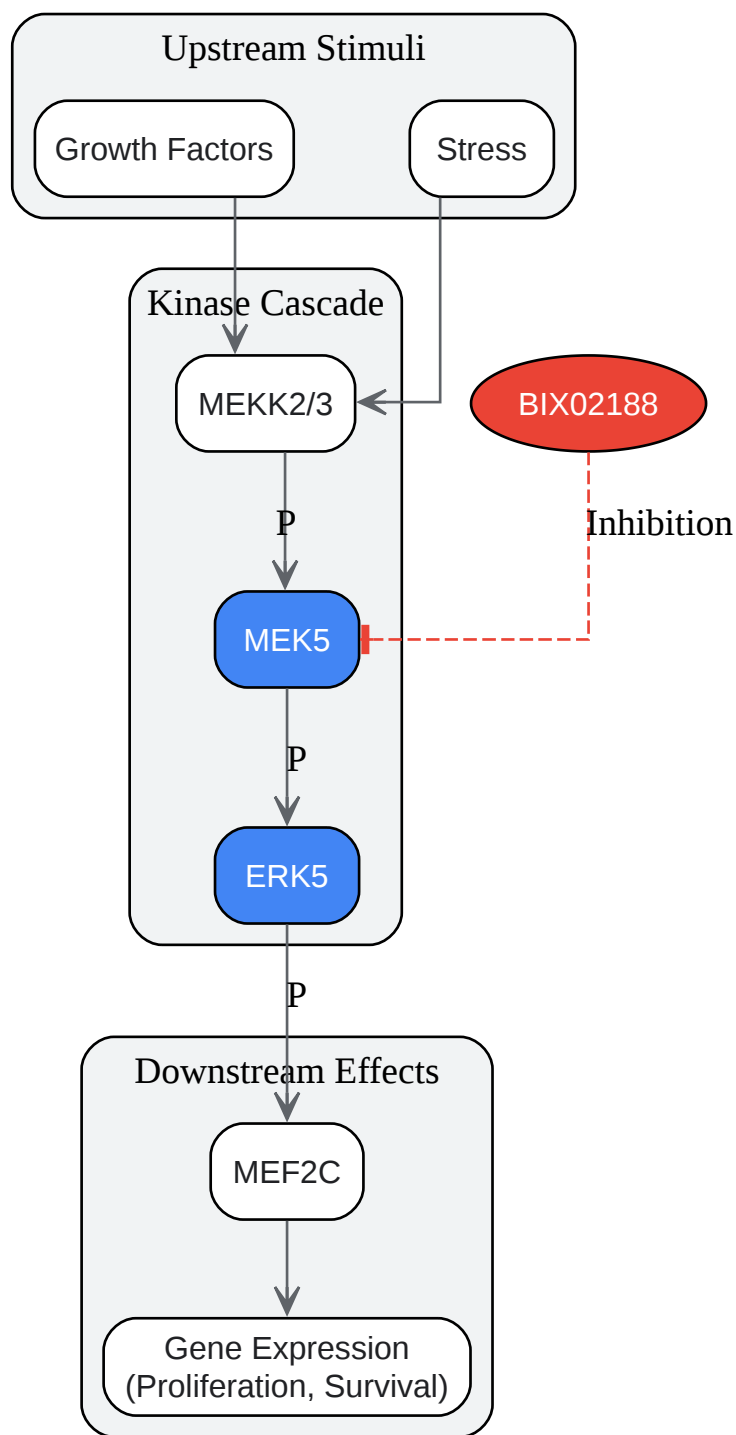 Upstream Stimuli
Growth Factors
Stress
Kinase Cascade
MEKK2/3
BIX02188
P
Inhibition
MEK5
P
ERK5
P
Downstream Effects
MEF2C
Gene Expression
(Proliferation, Survival)